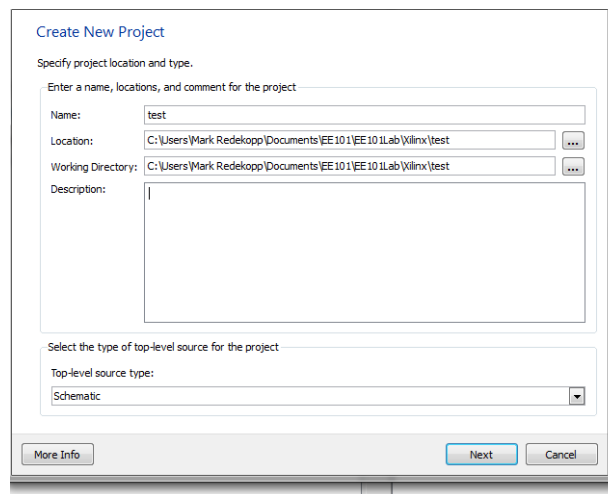 Create New Project
Specify project location and type.
Enter a name, locations, and comment for the project
Name: test
Location: C:\Users\Mark Redekopp\Documents\EE101\EE101Lab\Xilinx\test ...
Working Directory: C:\Users\Mark Redekopp\Documents\EE101\EE101Lab\Xilinx\test ...
Description:
Select the type of top-level source for the project
Top-level source type:
Schematic
More Info Next Cancel